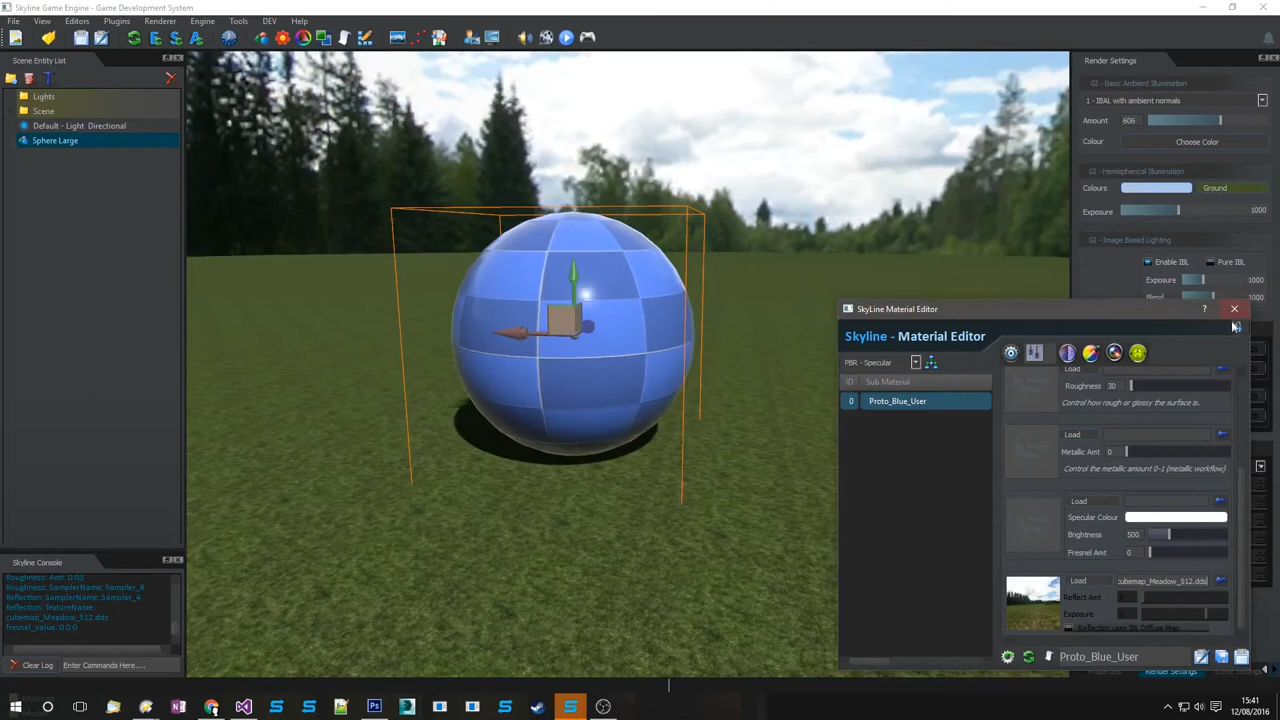 Skyline Game Engine - Game Development System
File View Editors Plugins Renderer Engine Tools DEV Help
Scene Entity List
Lights
Scene
Default - Light Directional
Sphere Large
Skyline Console
Roughness: Amt: 0.03
Roughness: SamplerName: Sampler_8
Reflection: SamplerName: Sampler_4
Reflection: TextureName:
cubemap_Meadow_512.dds
fresnel_value: 0 0 0
Clear Log Enter Commands Here....
Render Settings
GI - Basic Ambient Illumination
1 - IBAL with ambient normals
Amount 606
Colour Choose Color
GI - Hemispherical Illumination
Colours Ground
Exposure 1000
GI - Image Based Lighting
Enable IBL Pure IBL
Exposure 1000
Blend 1000
SkyLine Material Editor ?
Skyline - Material Editor
PBR - Specular
ID Sub Material
0 Proto_Blue_User
Load
Roughness 30
Control how rough or glossy the surface is.
Load
Metallic Amt 0
Control the metallic amount 0-1 (metallic workflow)
Load
Specular Colour
Brightness 500
Fresnel Amt 0
Load cubemap_Meadow_512.dds
Reflect Amt 0
Exposure 0
Reflection uses IBL Diffuse Map
Proto_Blue_User
Properties Render Settings
15:41
12/08/2016